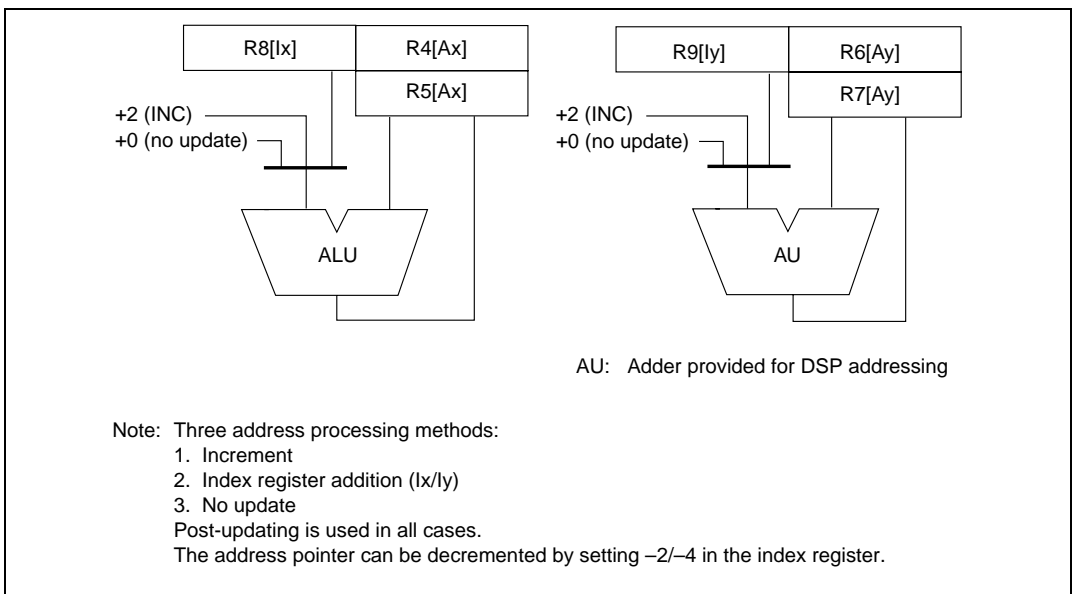 R8[Ix]
R4[Ax]
R5[Ax]
+2 (INC)
+0 (no update)
ALU
R9[Iy]
R6[Ay]
R7[Ay]
+2 (INC)
+0 (no update)
AU
AU: Adder provided for DSP addressing
Note: Three address processing methods:
1. Increment
2. Index register addition (Ix/Iy)
3. No update
Post-updating is used in all cases.
The address pointer can be decremented by setting –2/–4 in the index register.